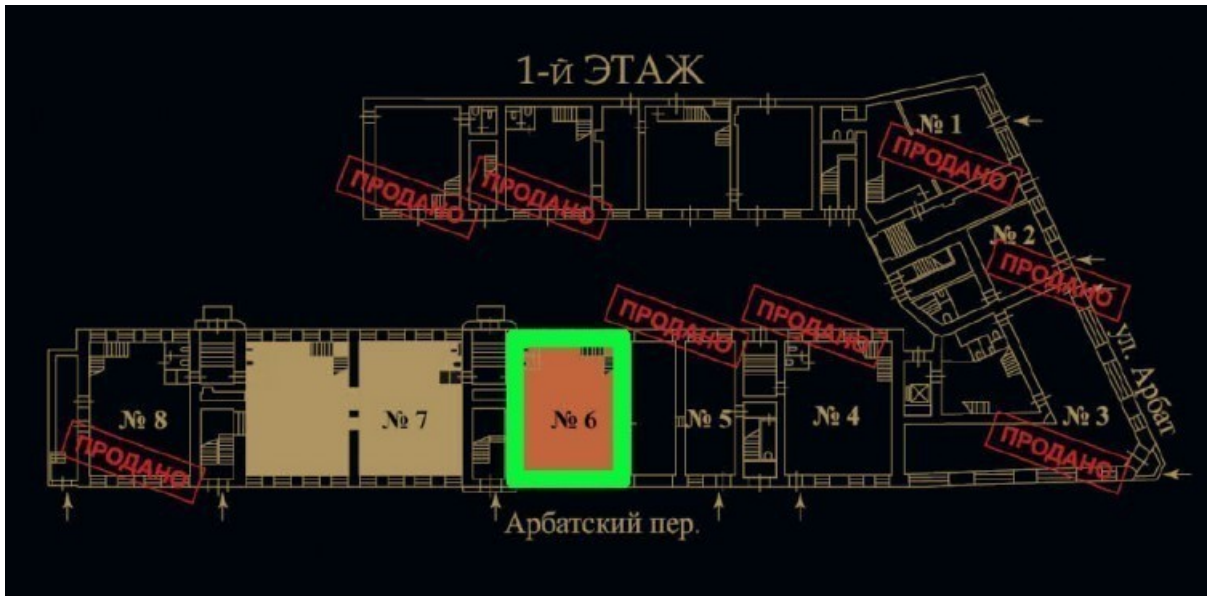 1-й ЭТАЖ
№ 1
ПРОДАНО
ПРОДАНО
ПРОДАНО
№ 2
ПРОДАНО
ПРОДАНО
ПРОДАНО
ул. Арбат
№ 8
№ 7
№ 6
№ 5
№ 4
№ 3
ПРОДАНО
ПРОДАНО
Арбатский пер.